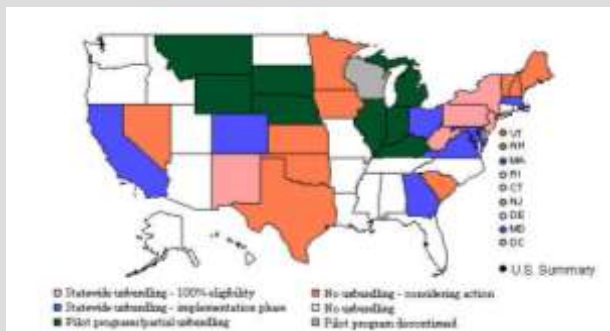 VT
NH
MA
RI
CT
NJ
DE
MD
DC
U.S. Summary
Statewide unbundling - 100% eligibility
Statewide unbundling - implementation phase
Pilot programs/partial unbundling
No unbundling - considering action
No unbundling
Pilot program discontinued